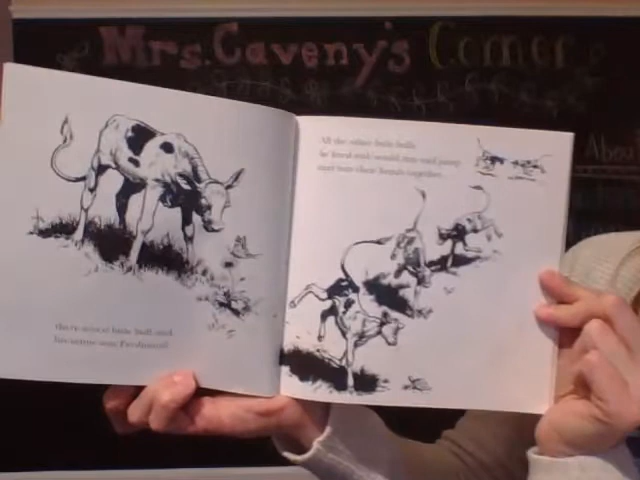 Mrs. Caveny's Corner
About
there was a little bull and
his name was Ferdinand.
All the other little bulls
he lived with would run and jump
and butt their heads together,